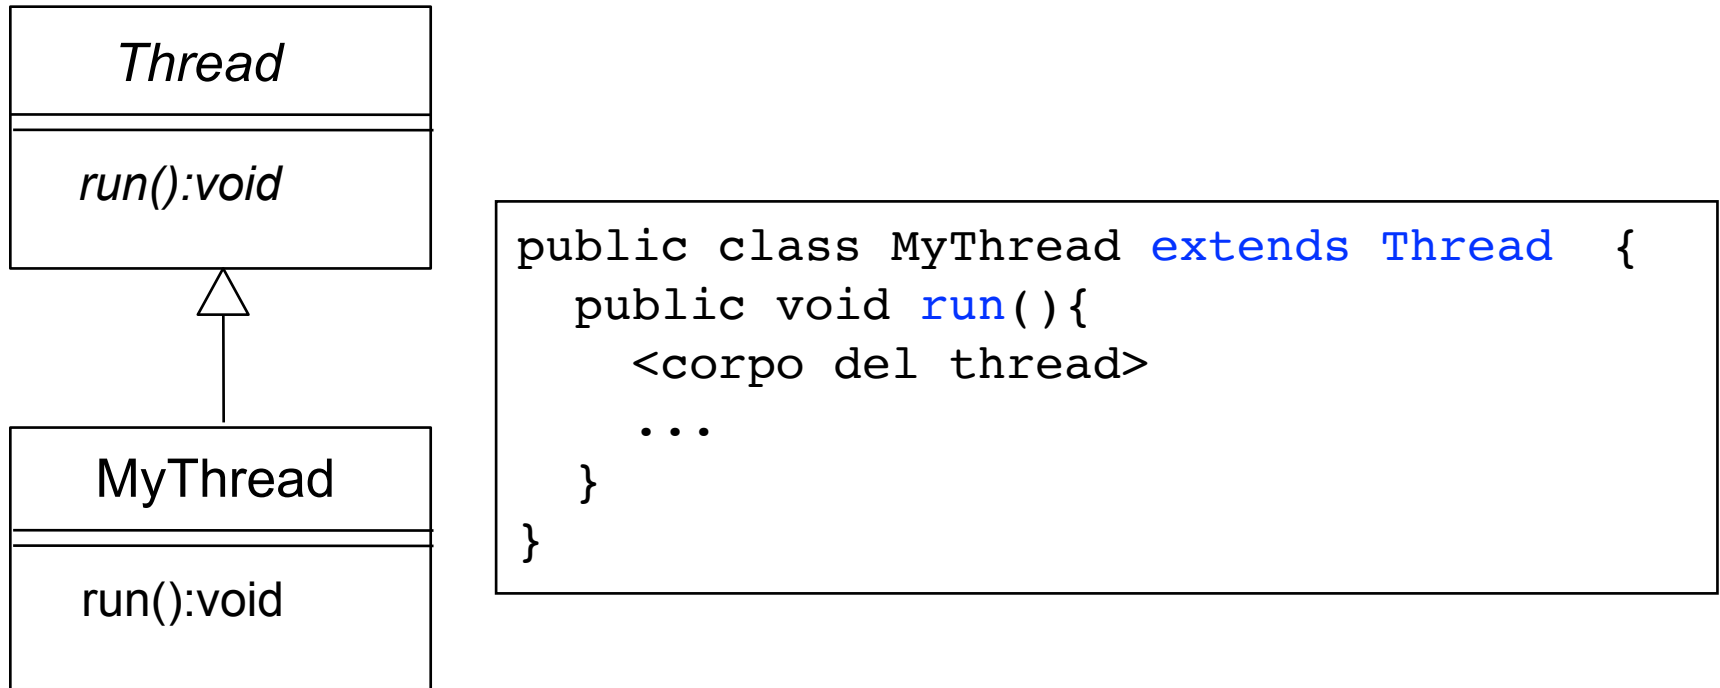 Thread
run():void
MyThread
run():void
public class MyThread extends Thread  {
  public void run(){
    <corpo del thread>
    ...
  }
}